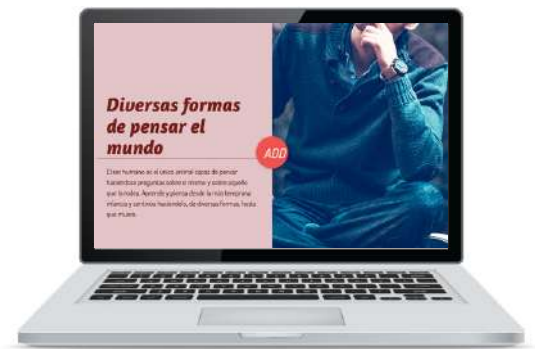 Diversas formas
de pensar el
mundo
ADD
El ser humano es el único animal capaz de pensar
haciéndose preguntas sobre sí mismo y sobre aquello
que lo rodea. Aprende y piensa desde la más temprana
infancia y continúa haciéndolo, de diversas formas, hasta
que muere.